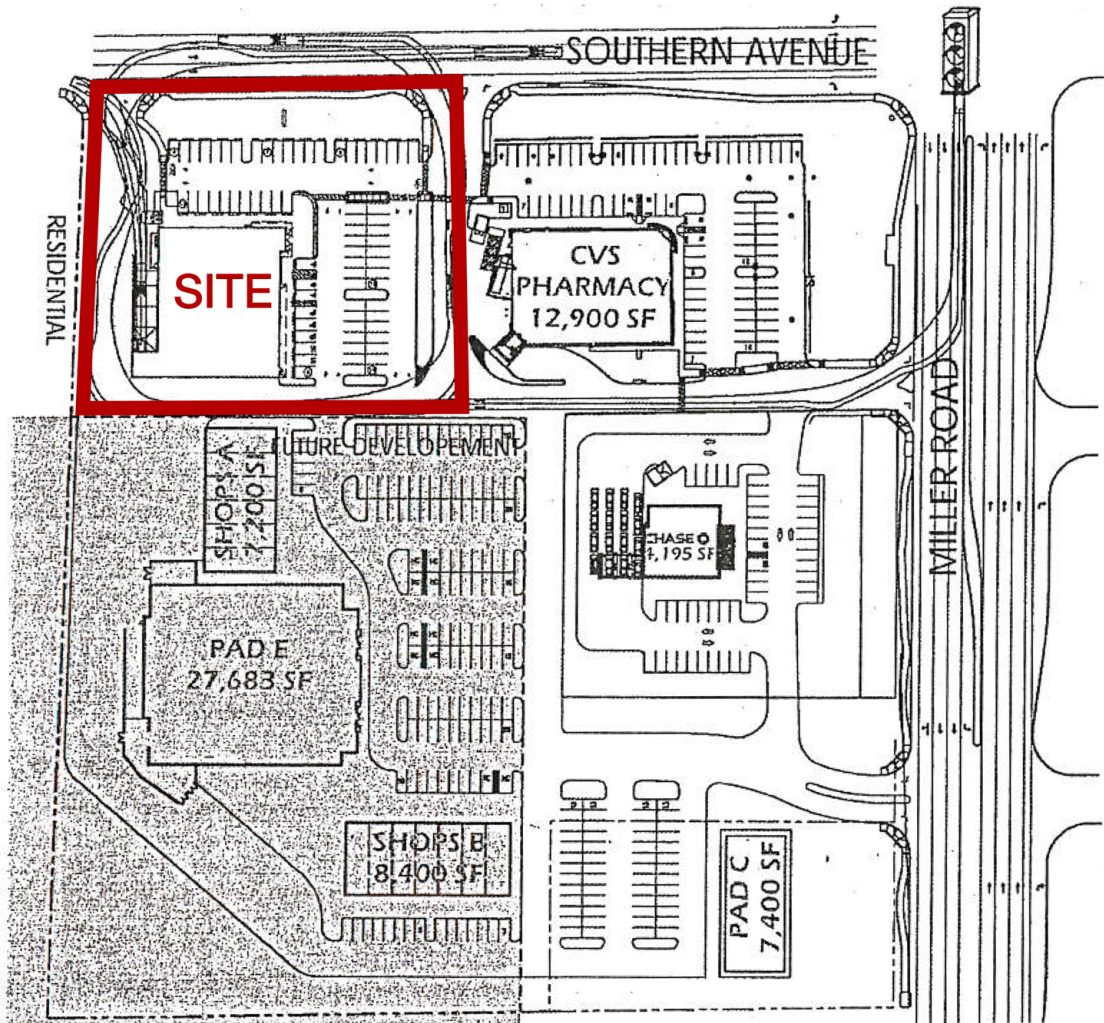 SOUTHERN AVENUE
RESIDENTIAL
SITE
CVS
PHARMACY
12,900 SF
MILLER ROAD
FUTURE DEVELOPEMENT
SHOPS A
7,200 SF
CHASE
4,195 SF
PAD E
27,683 SF
SHOPS B
8,400 SF
PAD C
7,400 SF